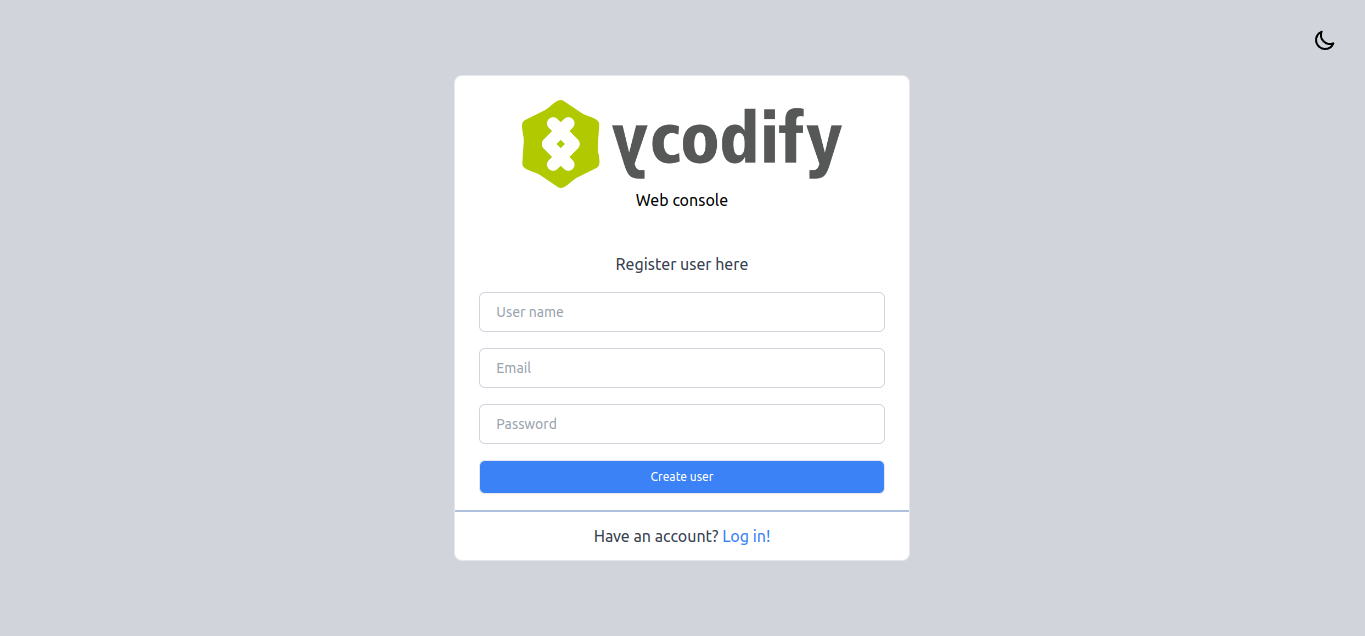 ycodify
Web console
Register user here
User name
Email
Password
Create user
Have an account? Log in!